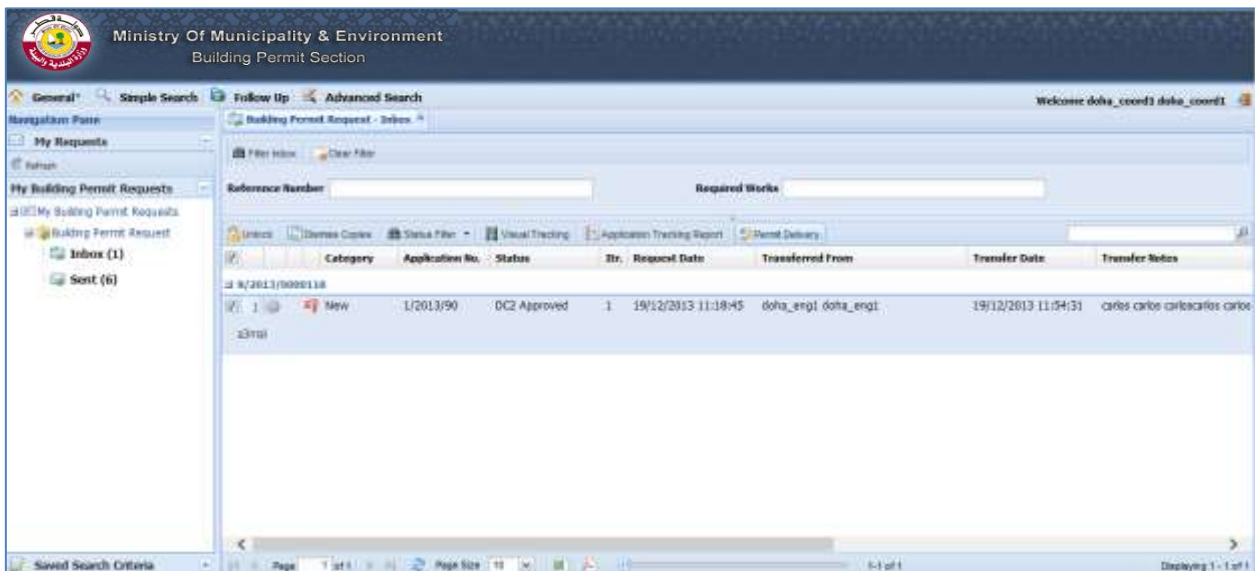 Ministry Of Municipality & Environment
Building Permit Section
General Simple Search Follow Up Advanced Search
Welcome doha_coord1 doha_coord1
Navigation Pane
Building Permit Request - Inbox
My Requests
Filter Inbox Clear Filter
Refresh
My Building Permit Requests
Reference Number Required Works
My Building Permit Requests
Building Permit Request
Unlock Dismiss Copies Status Filter Visual Tracking Application Tracking Report Permit Delivery
Inbox (1)
Category Application No. Status Itr. Request Date Transferred From Transfer Date Transfer Notes
Sent (6)
New 1/2013/90 DC2 Approved 1 19/12/2013 11:18:45 doha_eng1 doha_eng1 19/12/2013 11:54:31 carlos carlos carloscarlos carlos
Saved Search Criteria
Page 1 of 1 Page Size 10 1-1 of 1 Displaying 1 - 1 of 1